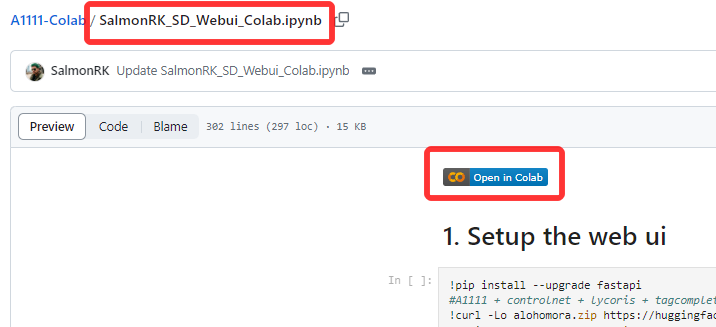 A1111-Colab / SalmonRK_SD_Webui_Colab.ipynb
SalmonRK Update SalmonRK_SD_Webui_Colab.ipynb
Preview Code Blame 302 lines (297 loc) · 15 KB
Open in Colab
1. Setup the web ui
In [ ]: !pip install --upgrade fastapi
#A1111 + controlnet + lycoris + tagcomplet
!curl -Lo alohomora.zip https://huggingfac